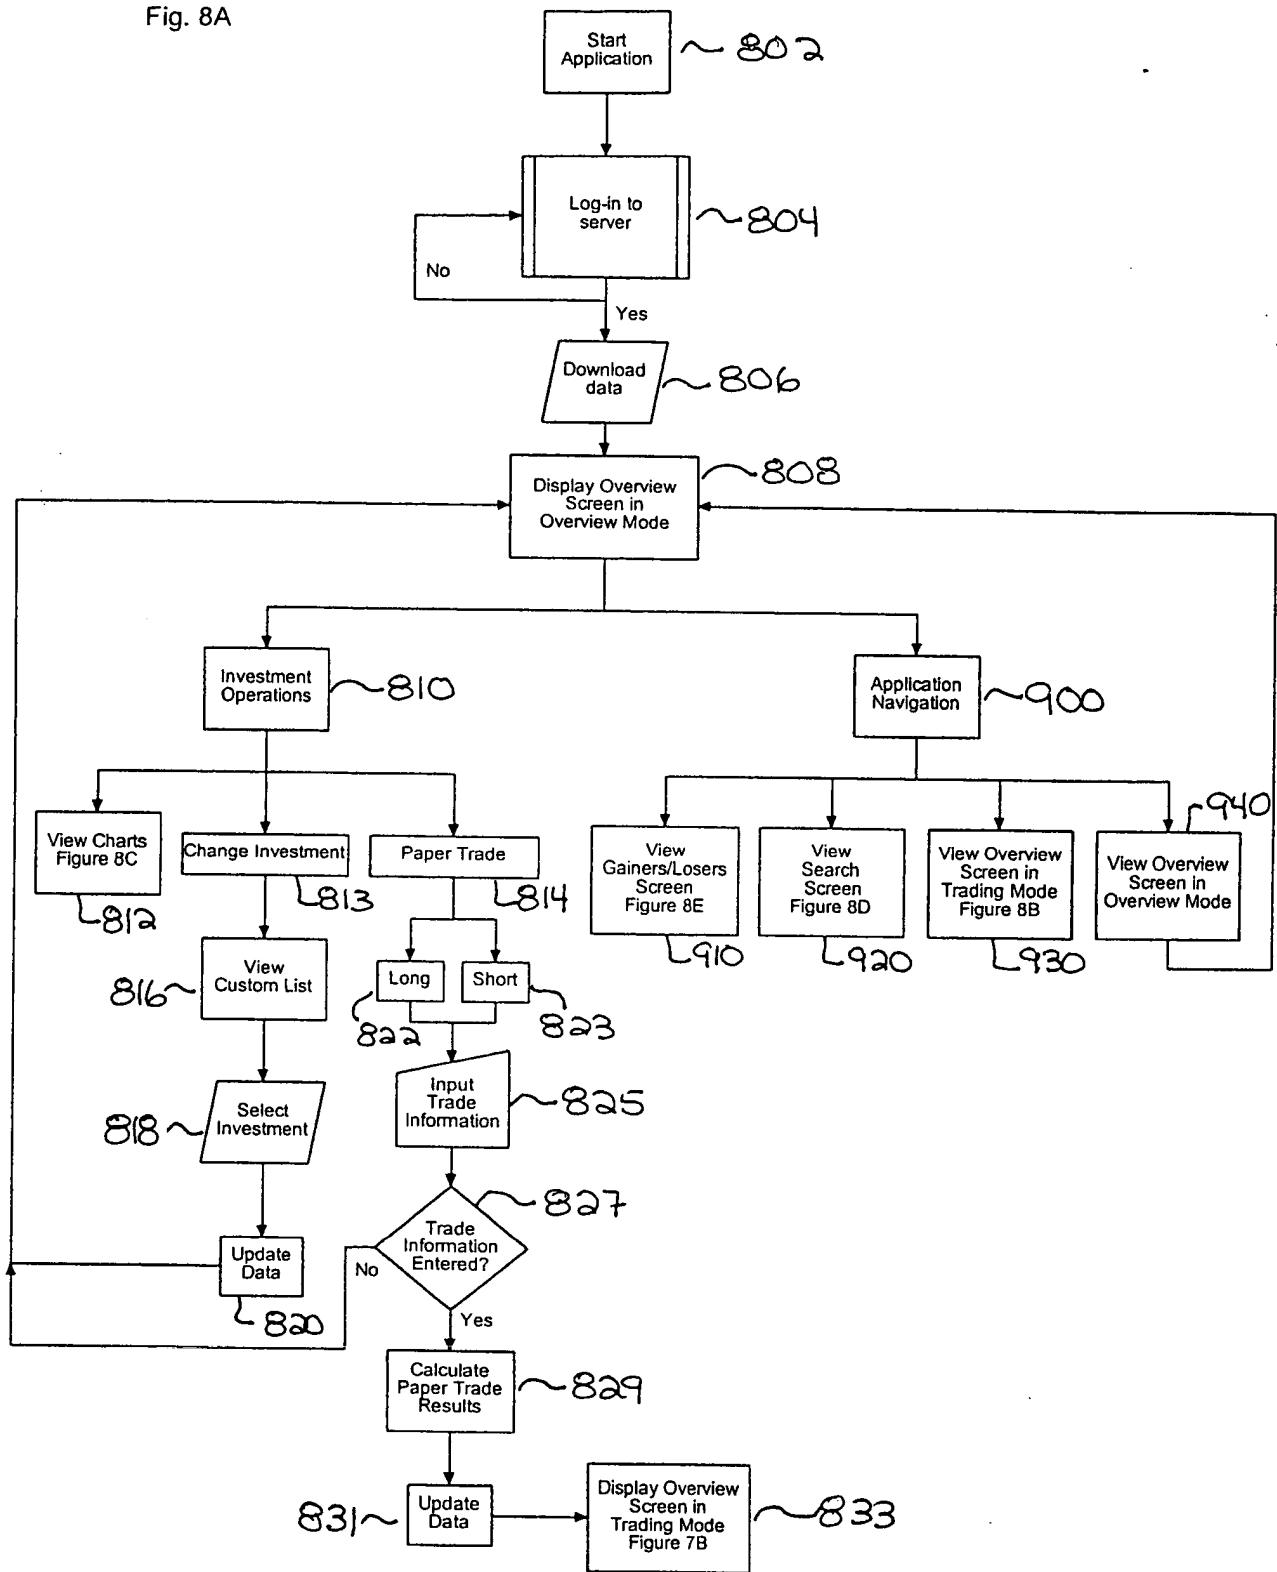 Fig. 8A
Start
Application
802
Log-in to
server
804
No
Yes
Download
data
806
Display Overview
Screen in
Overview Mode
808
Investment
Operations
810
Application
Navigation
900
View Charts
Figure 8C
812
Change Investment
813
Paper Trade
814
View
Gainers/Losers
Screen
Figure 8E
910
View
Search
Screen
Figure 8D
920
View Overview
Screen in
Trading Mode
Figure 8B
930
940
View Overview
Screen in
Overview Mode
View
Custom List
816
Long
822
Short
823
Select
Investment
818
Input
Trade
Information
825
Update
Data
820
Trade
Information
Entered?
827
No
Yes
Calculate
Paper Trade
Results
829
Update
Data
831
Display Overview
Screen in
Trading Mode
Figure 7B
833